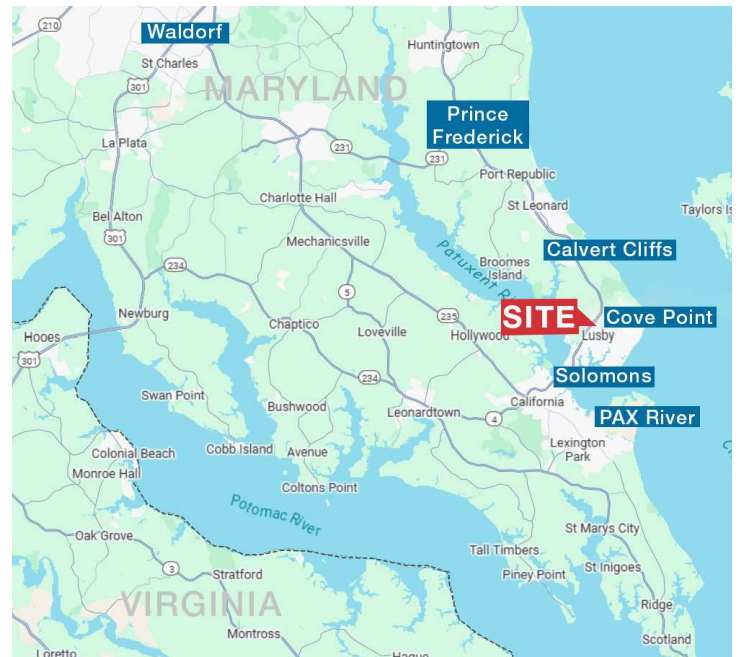 210
Waldorf
Huntingtown
St Charles
MARYLAND
301
Prince
Frederick
La Plata
231
231
Port Republic
Charlotte Hall
St Leonard
Taylors Is
Bel Alton
Mechanicsville
301
234
Calvert Cliffs
Broomes
Island
Patuxent Ri
5
Newburg
Chaptico
Loveville
235
SITE
Cove Point
Hooes
Hollywood
Lusby
301
234
Swan Point
Solomons
Bushwood
Leonardtown
California
4
PAX River
Cobb Island
Avenue
Lexington
Park
Colonial Beach
Monroe Hall
Coltons Point
Potomac River
St Marys City
Oak Grove
Tall Timbers
3
Stratford
Piney Point
St Inigoes
VIRGINIA
Ridge
Montross
Scotland
Loretto
Hague